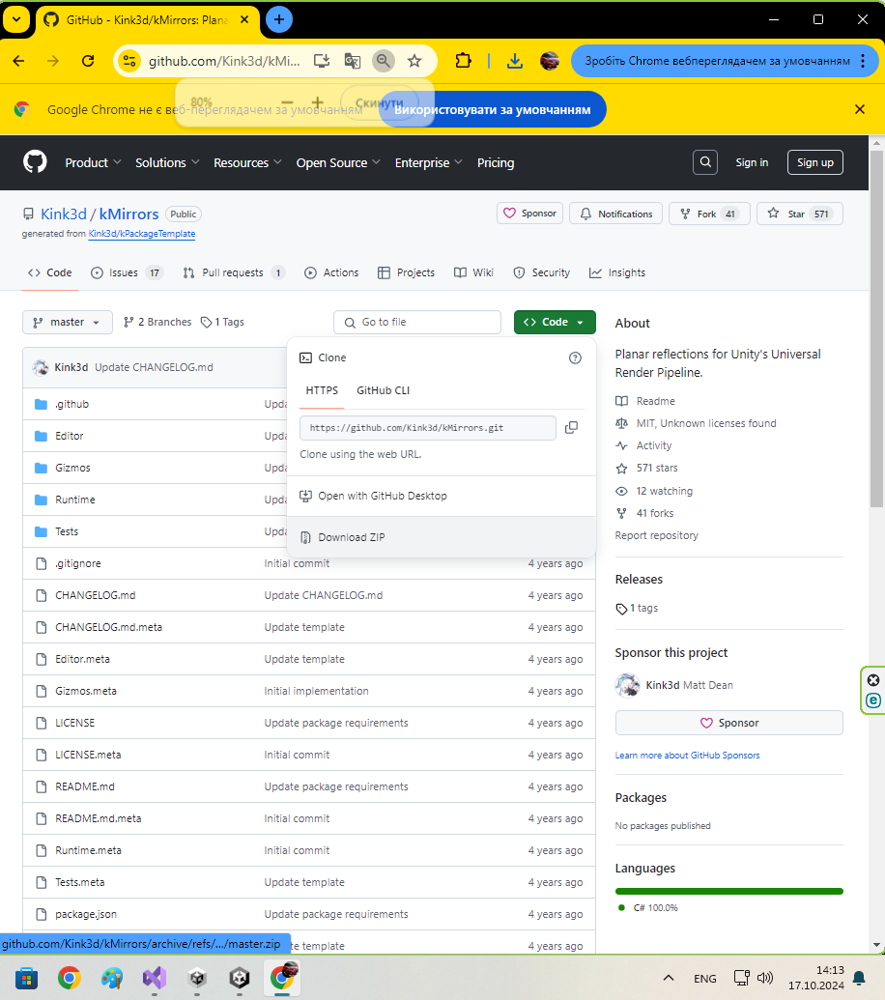 GitHub - Kink3d/kMirrors: Plana
github.com/Kink3d/kMi...
Зробіть Chrome вебпереглядачем за умовчанням
80%
Скинути
Google Chrome не є веб-переглядачем за умовчанням
Використовувати за умовчанням
Product
Solutions
Resources
Open Source
Enterprise
Pricing
Sign in
Sign up
Kink3d / kMirrors Public
Sponsor
Notifications
Fork 41
Star 571
generated from Kink3d/kPackageTemplate
Code
Issues 17
Pull requests 1
Actions
Projects
Wiki
Security
Insights
master
2 Branches
1 Tags
Go to file
Code
Kink3d Update CHANGELOG.md
Clone
HTTPS
GitHub CLI
https://github.com/Kink3d/kMirrors.git
Clone using the web URL.
Open with GitHub Desktop
Download ZIP
.github
Editor
Gizmos
Runtime
Tests
.gitignore Initial commit 4 years ago
CHANGELOG.md Update CHANGELOG.md 4 years ago
CHANGELOG.md.meta Update template 4 years ago
Editor.meta Update template 4 years ago
Gizmos.meta Initial implementation 4 years ago
LICENSE Update package requirements 4 years ago
LICENSE.meta Initial commit 4 years ago
README.md Update package requirements 4 years ago
README.md.meta Initial commit 4 years ago
Runtime.meta Initial commit 4 years ago
Tests.meta Update template 4 years ago
package.json Update package requirements 4 years ago
te template 4 years ago
About
Planar reflections for Unity's Universal
Render Pipeline.
Readme
MIT, Unknown licenses found
Activity
571 stars
12 watching
41 forks
Report repository
Releases
1 tags
Sponsor this project
Kink3d Matt Dean
Sponsor
Learn more about GitHub Sponsors
Packages
No packages published
Languages
C# 100.0%
github.com/Kink3d/kMirrors/archive/refs/.../master.zip
ENG
14:13
17.10.2024